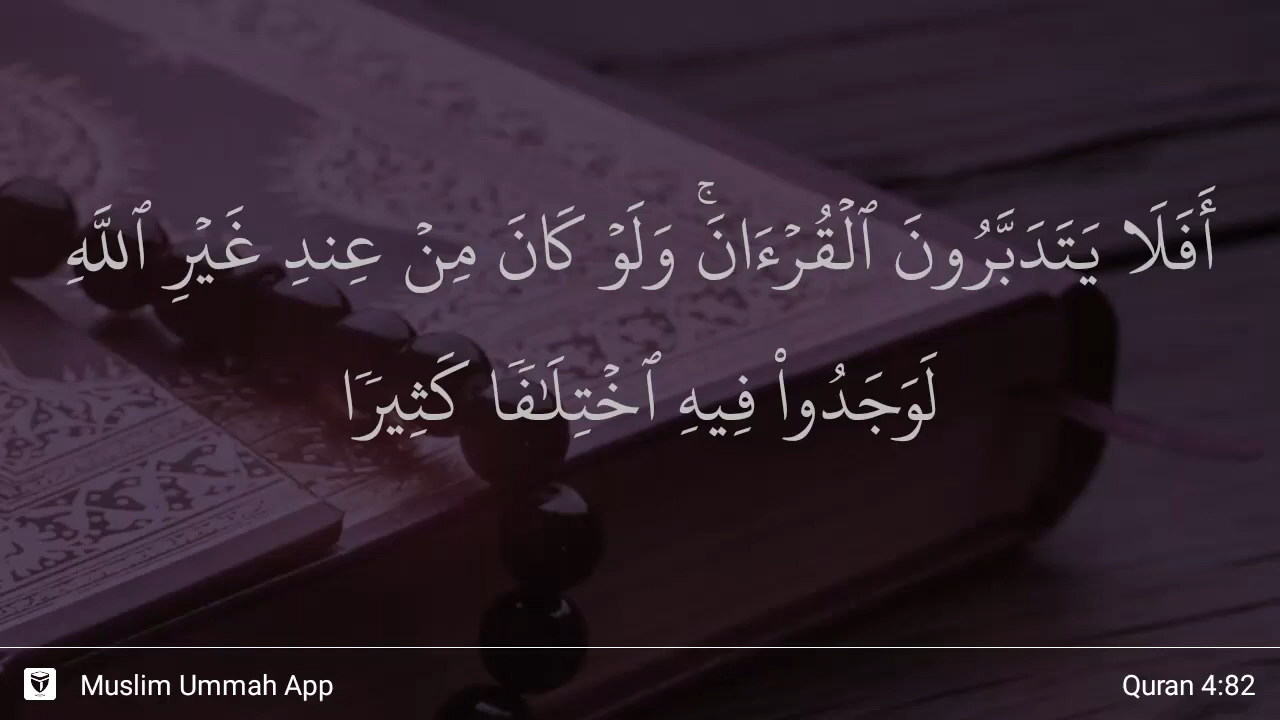 أَفَلَا يَتَدَبَّرُونَ ٱلْقُرْءَانَ ۚ وَلَوْ كَانَ مِنْ عِندِ غَيْرِ ٱللَّهِ
لَوَجَدُوا۟ فِيهِ ٱخْتِلَـٰفًا كَثِيرًا
Muslim Ummah App
Quran 4:82